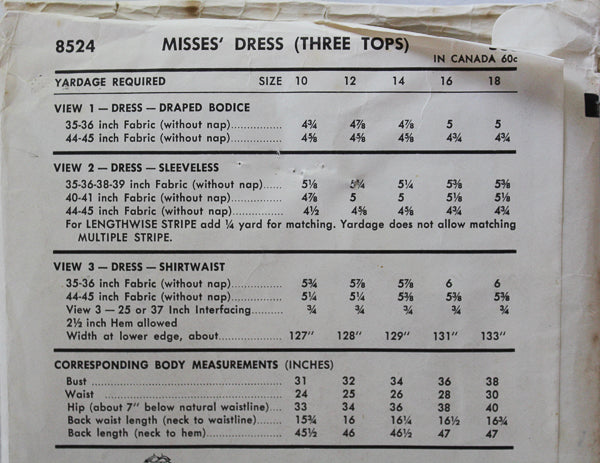 8524 MISSES' DRESS (THREE TOPS)
IN CANADA 60c
YARDAGE REQUIRED SIZE 10 12 14 16 18
VIEW 1 — DRESS — DRAPED BODICE
35-36 inch Fabric (without nap)................ 4¾ 4⅞ 4⅞ 5 5
44-45 inch Fabric (without nap)................ 4⅝ 4⅝ 4⅝ 4¾ 4¾
VIEW 2 — DRESS — SLEEVELESS
35-36-38-39 inch Fabric (without nap)...... 5⅛ 5¼ 5¼ 5⅜ 5⅜
40-41 inch Fabric (without nap)................ 4⅞ 5 5 5⅛ 5⅛
44-45 inch Fabric (without nap)................ 4½ 4⅝ 4⅝ 4¾ 4¾
For LENGTHWISE STRIPE add ¼ yard for matching. Yardage does not allow matching
MULTIPLE STRIPE.
VIEW 3 — DRESS — SHIRTWAIST
35-36 inch Fabric (without nap)................ 5¾ 5⅞ 5⅞ 6 6
44-45 inch Fabric (without nap)................ 5¼ 5¼ 5⅜ 5⅜ 5⅜
View 3 — 25 or 37 Inch Interfacing.......... ¾ ¾ ¾ ¾ ¾
2½ inch Hem allowed
Width at lower edge, about.................... 127" 128" 129" 131" 133"
CORRESPONDING BODY MEASUREMENTS (INCHES)
Bust ................................................ 31 32 34 36 38
Waist .............................................. 24 25 26 28 30
Hip (about 7" below natural waistline).... 33 34 36 38 40
Back waist length (neck to waistline)....... 15¾ 16 16¼ 16½ 16¾
Back length (neck to hem)..................... 45½ 46 46½ 47 47